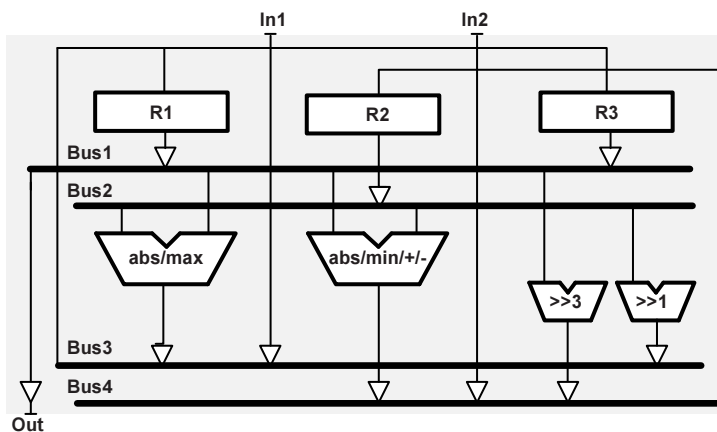 In1 In2
R1 R2 R3
Bus1
Bus2
abs/max abs/min/+/-
>>3 >>1
Bus3
Bus4
Out